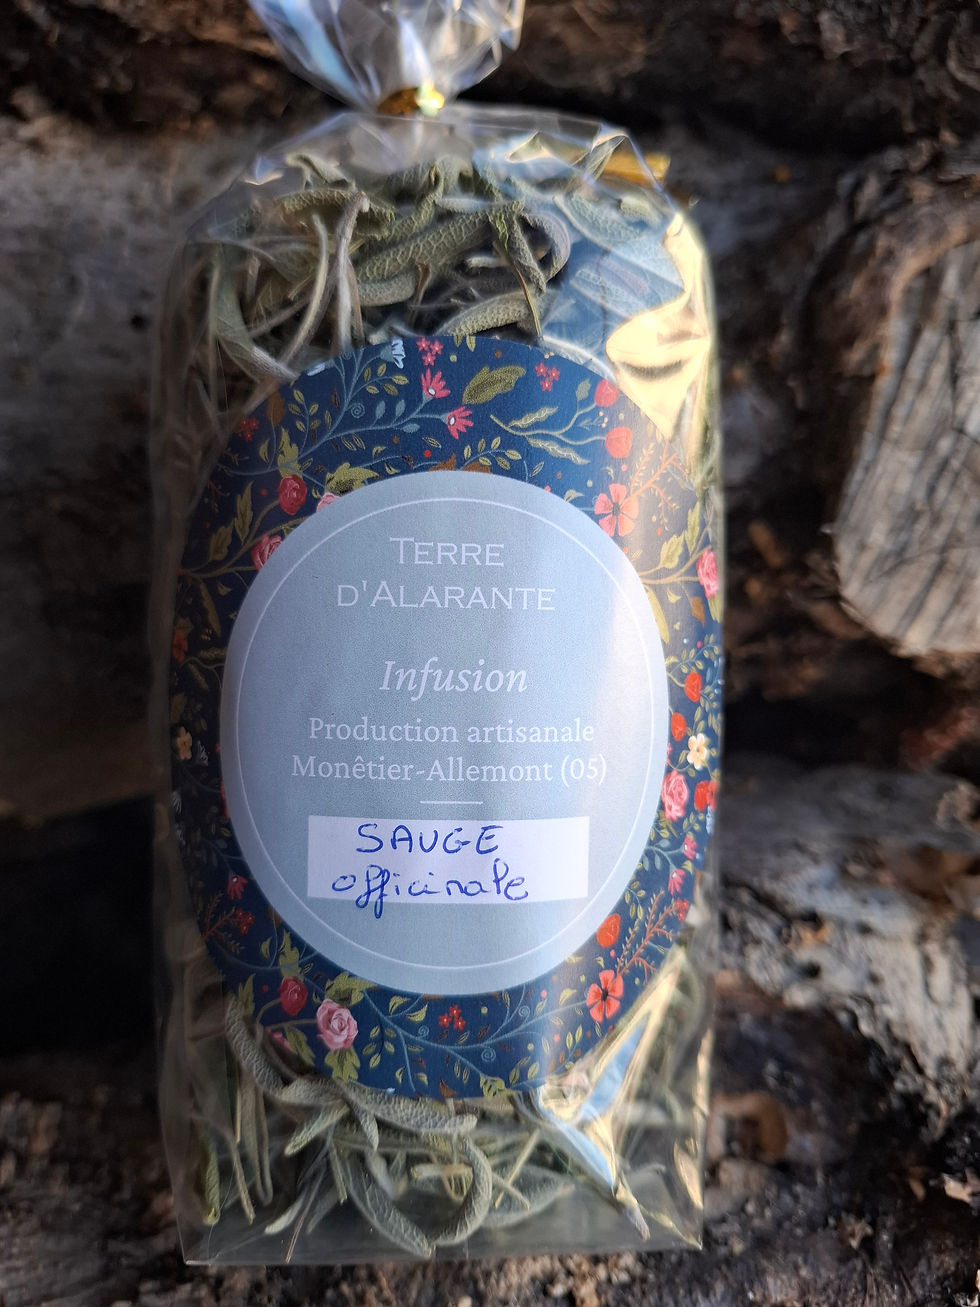 TERRE
D'ALARANTE
Infusion
Production artisanale
Monêtier-Allemont (05)
SAUGE
officinale